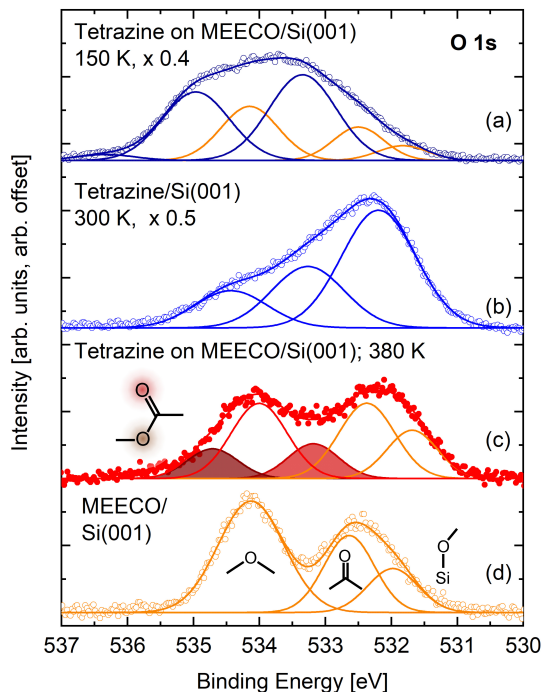 Tetrazine on MEECO/Si(001)
150 K, x 0.4
O 1s
(a)
Tetrazine/Si(001)
300 K,  x 0.5
(b)
Tetrazine on MEECO/Si(001); 380 K
O
O
(c)
MEECO/
Si(001)
O
O
O
Si
(d)
537 536 535 534 533 532 531 530
Binding Energy [eV]
Intensity [arb. units, arb. offset]